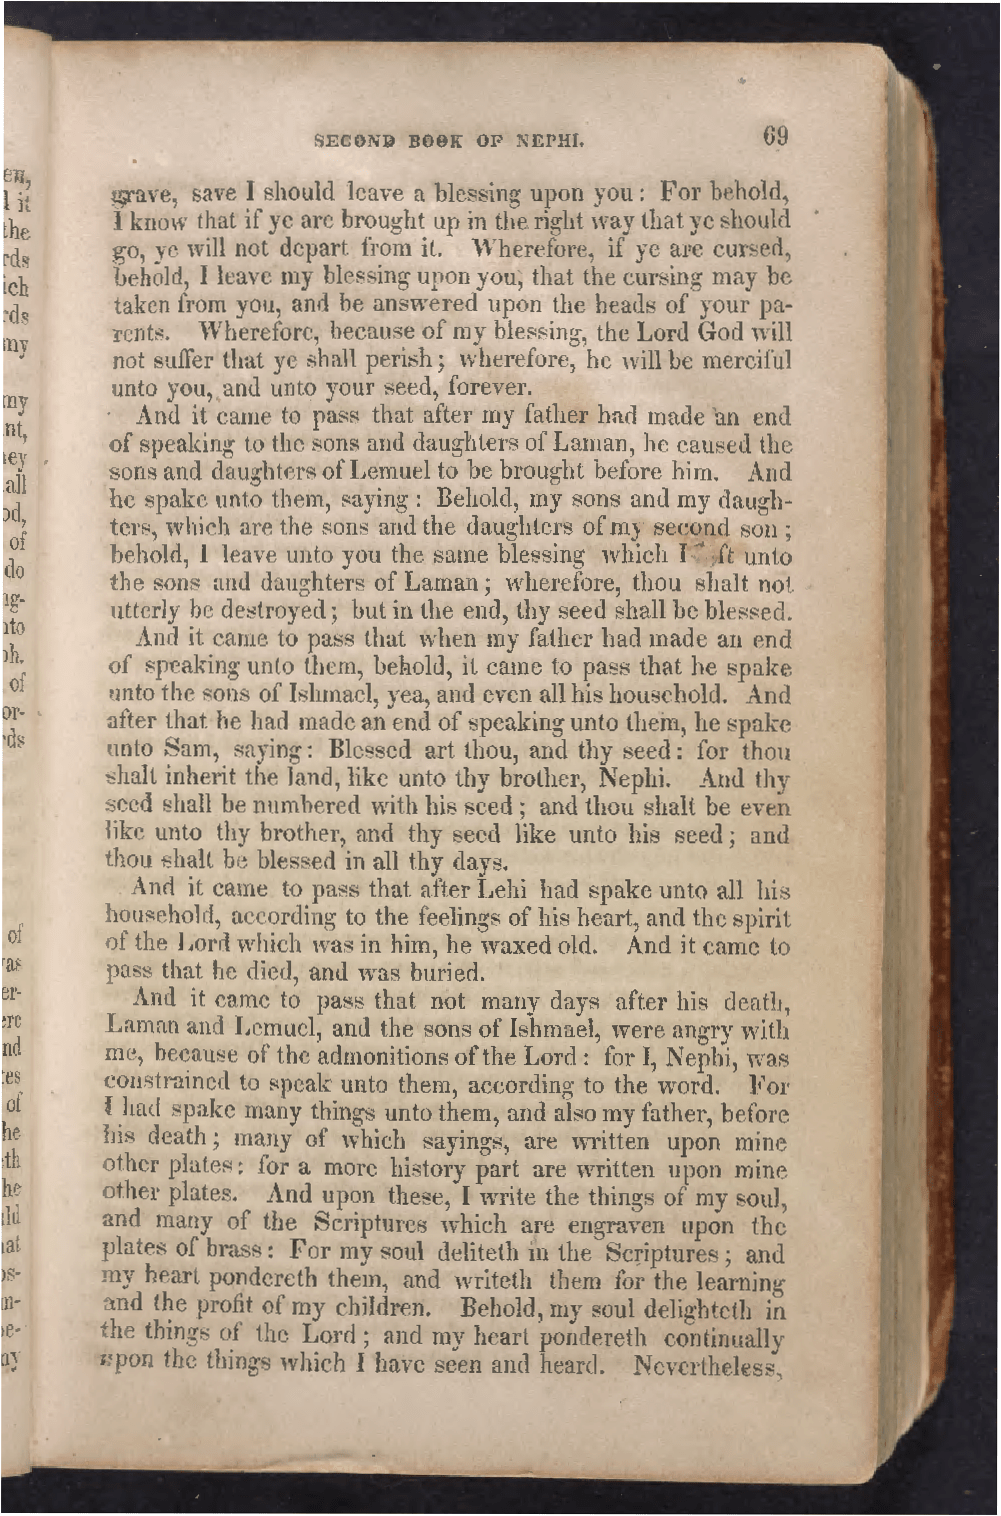 SECOND BOOK OF NEPHI. 69
grave, save I should leave a blessing upon you: For behold,
I know that if ye are brought up in the right way that ye should
go, ye will not depart from it. Wherefore, if ye are cursed,
behold, I leave my blessing upon you, that the cursing may be
taken from you, and be answered upon the heads of your pa-
rents. Wherefore, because of my blessing, the Lord God will
not suffer that ye shall perish; wherefore, he will be merciful
unto you, and unto your seed, forever.
And it came to pass that after my father had made an end
of speaking to the sons and daughters of Laman, he caused the
sons and daughters of Lemuel to be brought before him. And
he spake unto them, saying: Behold, my sons and my daugh-
ters, which are the sons and the daughters of my second son;
behold, I leave unto you the same blessing which I ft unto
the sons and daughters of Laman; wherefore, thou shalt not
utterly be destroyed; but in the end, thy seed shall be blessed.
And it came to pass that when my father had made an end
of speaking unto them, behold, it came to pass that he spake
unto the sons of Ishmael, yea, and even all his household. And
after that he had made an end of speaking unto them, he spake
unto Sam, saying: Blessed art thou, and thy seed: for thou
shalt inherit the land, like unto thy brother, Nephi. And thy
seed shall be numbered with his seed; and thou shalt be even
like unto thy brother, and thy seed like unto his seed; and
thou shalt be blessed in all thy days.
And it came to pass that after Lehi had spake unto all his
household, according to the feelings of his heart, and the spirit
of the Lord which was in him, he waxed old. And it came to
pass that he died, and was buried.
And it came to pass that not many days after his death,
Laman and Lemuel, and the sons of Ishmael, were angry with
me, because of the admonitions of the Lord: for I, Nephi, was
constrained to speak unto them, according to the word. For
I had spake many things unto them, and also my father, before
his death; many of which sayings, are written upon mine
other plates; for a more history part are written upon mine
other plates. And upon these, I write the things of my soul,
and many of the Scriptures which are engraven upon the
plates of brass: For my soul deliteth in the Scriptures; and
my heart pondereth them, and writeth them for the learning
and the profit of my children. Behold, my soul delighteth in
the things of the Lord; and my heart pondereth continually
upon the things which I have seen and heard. Nevertheless,